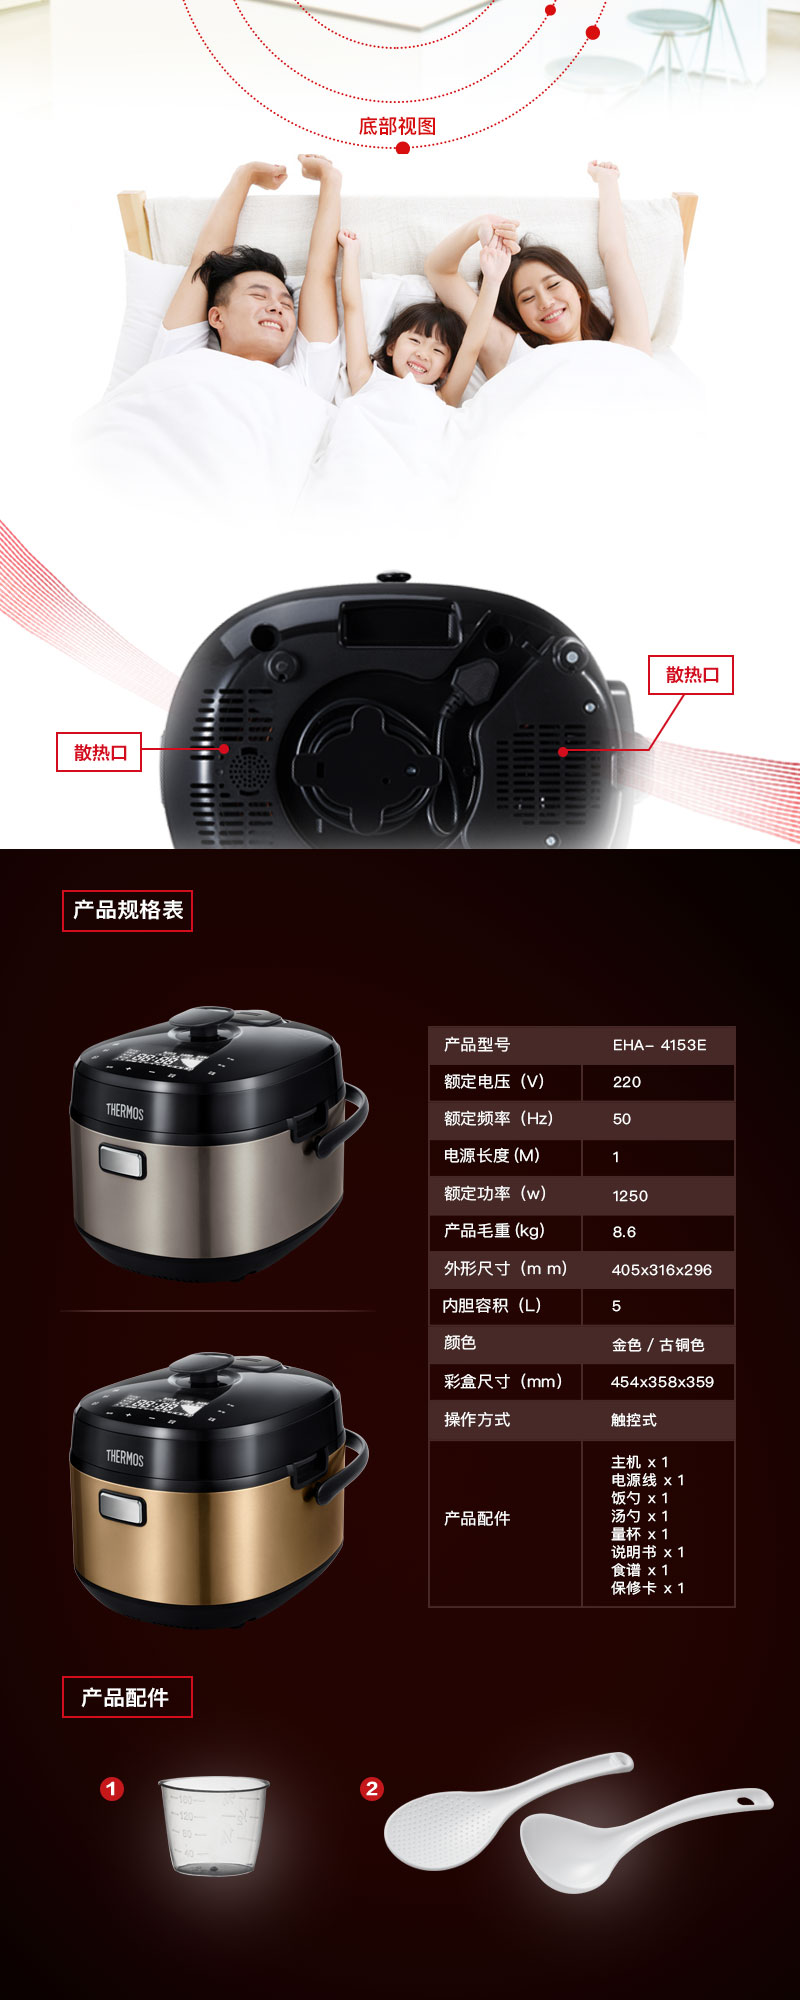 底部视图
散热口
散热口
产品规格表
THERMOS
THERMOS
产品型号 EHA- 4153E
额定电压（V） 220
额定频率（Hz） 50
电源长度 (M) 1
额定功率（w） 1250
产品毛重 (kg) 8.6
外形尺寸（m m) 405x316x296
内胆容积（L） 5
颜色 金色 / 古铜色
彩盒尺寸（mm） 454x358x359
操作方式 触控式
产品配件
主机 x 1
电源线 x 1
饭勺 x 1
汤勺 x 1
量杯 x 1
说明书 x 1
食谱 x 1
保修卡 x 1
产品配件
1
2